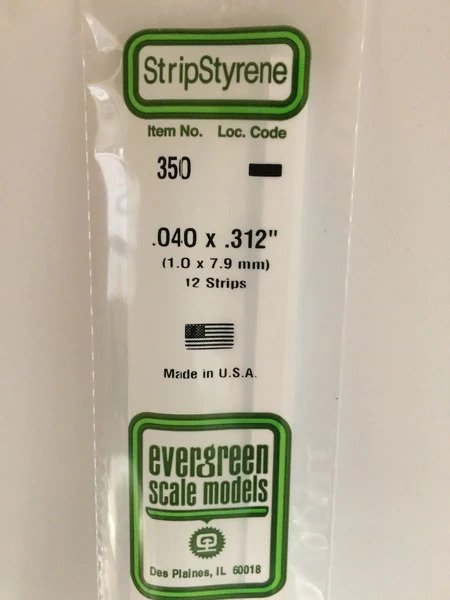 StripStyrene
Item No. Loc. Code
350
.040 x .312"
(1.0 x 7.9 mm)
12 Strips
Made in U.S.A.
evergreen
scale models
Des Plaines, IL 60018